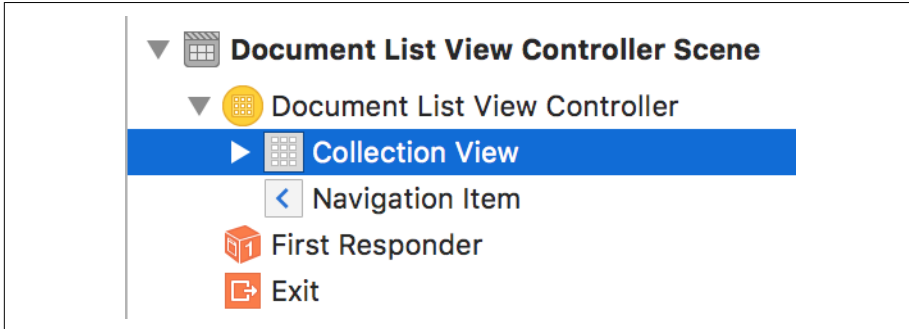 Document List View Controller Scene
Document List View Controller
Collection View
Navigation Item
First Responder
Exit